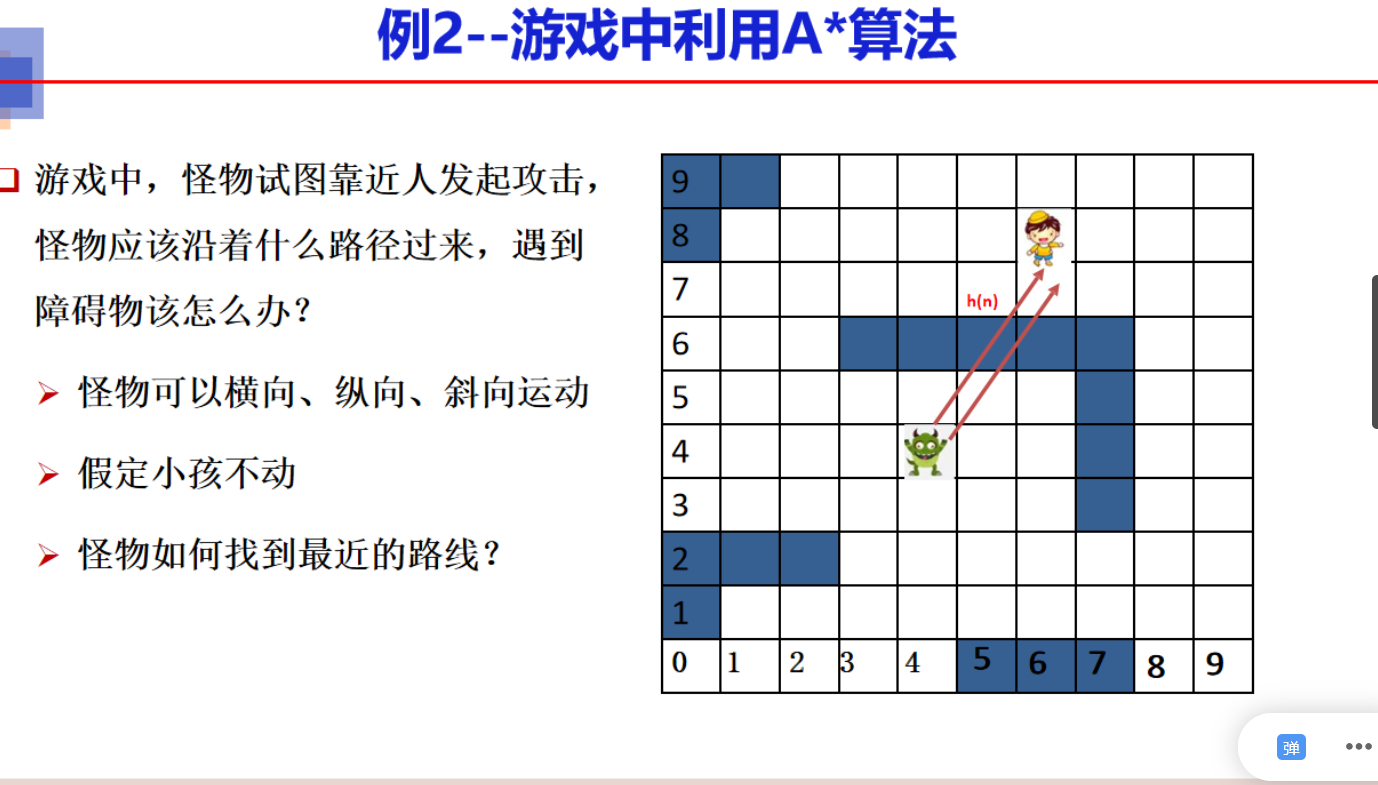 例2--游戏中利用A*算法
游戏中，怪物试图靠近人发起攻击，
怪物应该沿着什么路径过来，遇到
障碍物该怎么办？
怪物可以横向、纵向、斜向运动
假定小孩不动
怪物如何找到最近的路线？
9
8
7
h(n)
6
5
4
3
2
1
0 1 2 3 4 5 6 7 8 9
弹